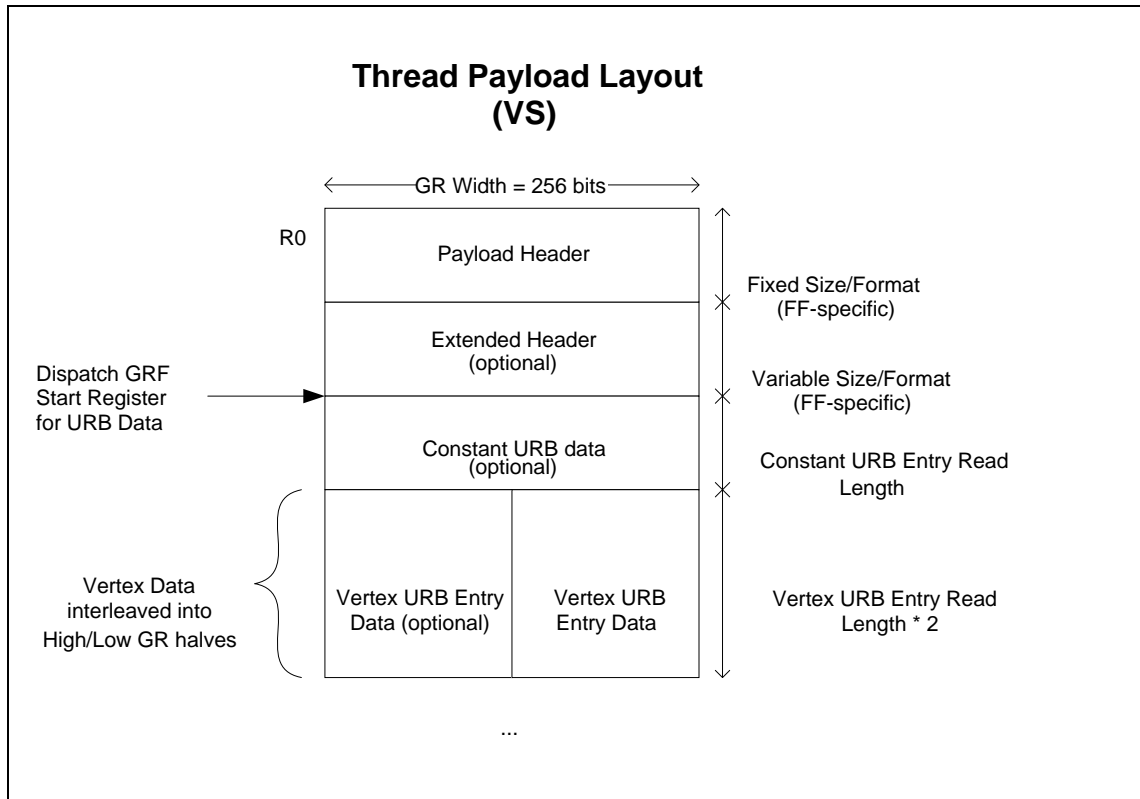 Thread Payload Layout
(VS)
GR Width = 256 bits
R0
Payload Header
Fixed Size/Format
(FF-specific)
Extended Header
(optional)
Dispatch GRF
Start Register
for URB Data
Variable Size/Format
(FF-specific)
Constant URB data
(optional)
Constant URB Entry Read
Length
Vertex Data
interleaved into
High/Low GR halves
Vertex URB Entry
Data (optional)
Vertex URB
Entry Data
Vertex URB Entry Read
Length * 2
...